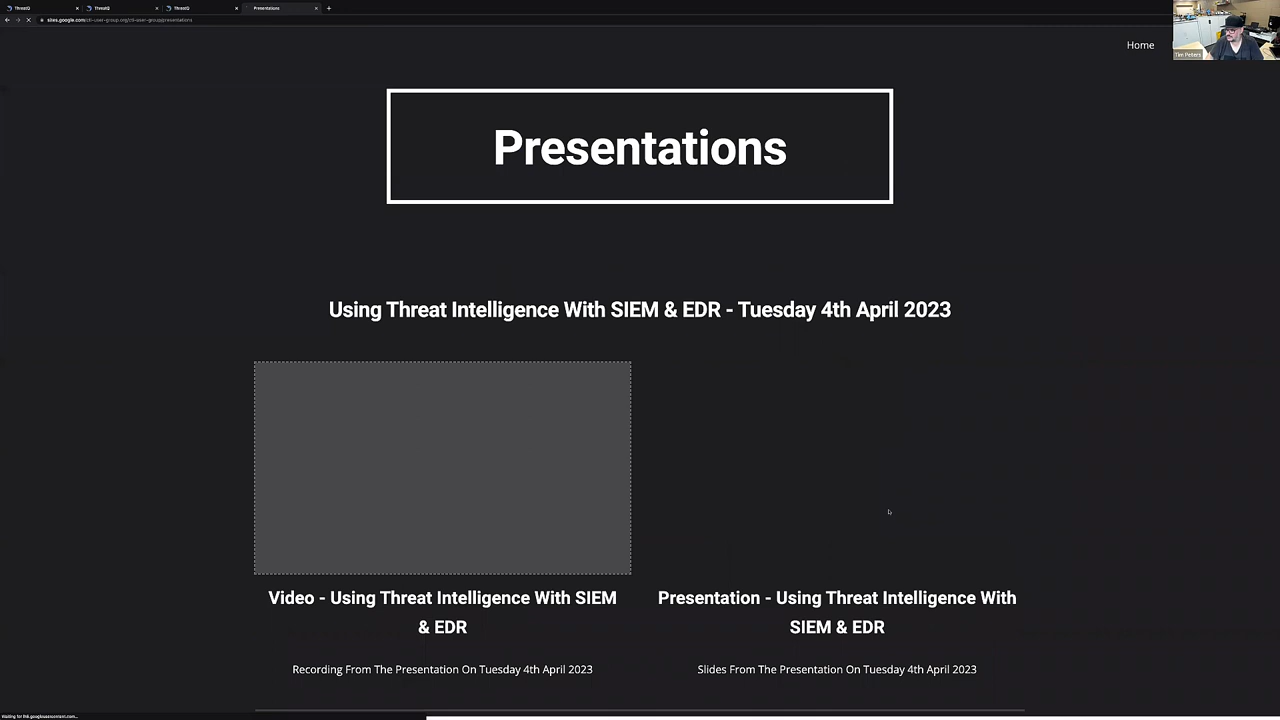 ThreatQ
ThreatQ
ThreatQ
Presentations
sites.google.com/cti-user-group.org/cti-user-group/presentations
Home
Tim Peters
Presentations
Using Threat Intelligence With SIEM & EDR - Tuesday 4th April 2023
Video - Using Threat Intelligence With SIEM
& EDR
Presentation - Using Threat Intelligence With
SIEM & EDR
Recording From The Presentation On Tuesday 4th April 2023
Slides From The Presentation On Tuesday 4th April 2023
Waiting for lh6.googleusercontent.com...